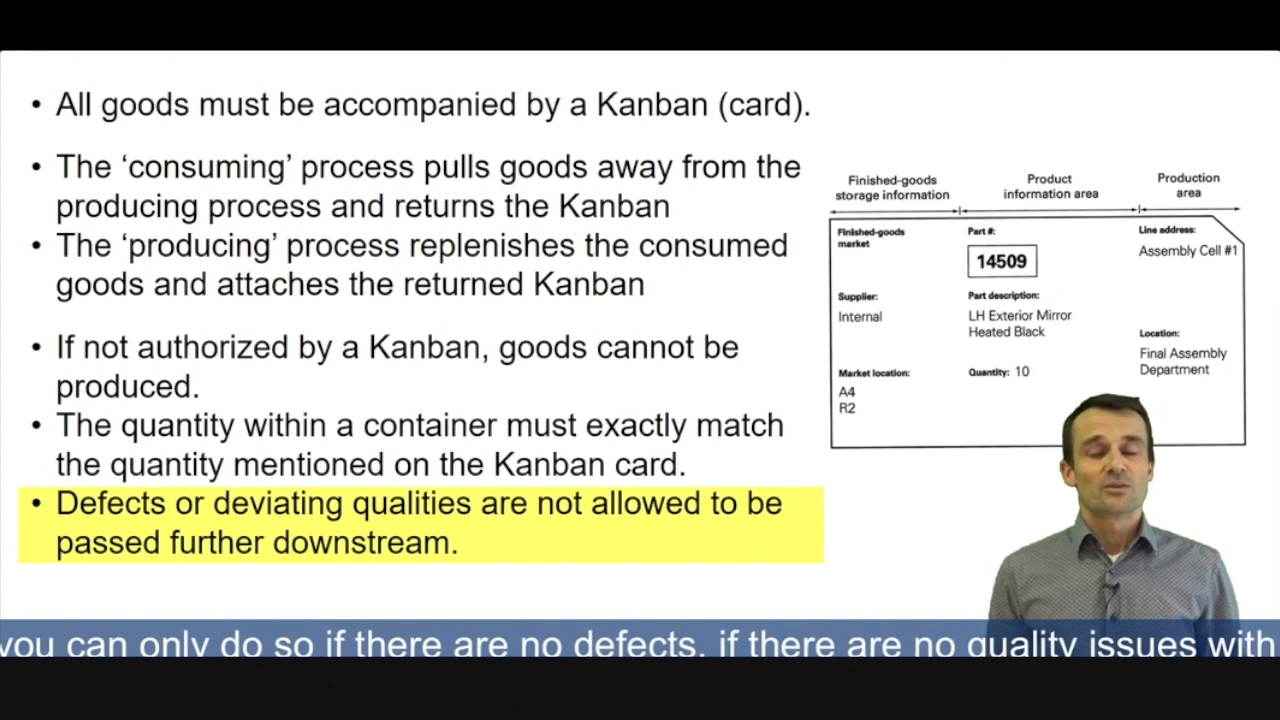 • All goods must be accompanied by a Kanban (card).
• The ‘consuming’ process pulls goods away from the
producing process and returns the Kanban
• The ‘producing’ process replenishes the consumed
goods and attaches the returned Kanban
• If not authorized by a Kanban, goods cannot be
produced.
• The quantity within a container must exactly match
the quantity mentioned on the Kanban card.
• Defects or deviating qualities are not allowed to be
passed further downstream.
Finished-goods
storage information
Product
information area
Production
area
Finished-goods
market
Supplier:
Internal
Market location:
A4
R2
Part #:
14509
Part description:
LH Exterior Mirror
Heated Black
Quantity: 10
Line address:
Assembly Cell #1
Location:
Final Assembly
Department
you can only do so if there are no defects, if there are no quality issues with